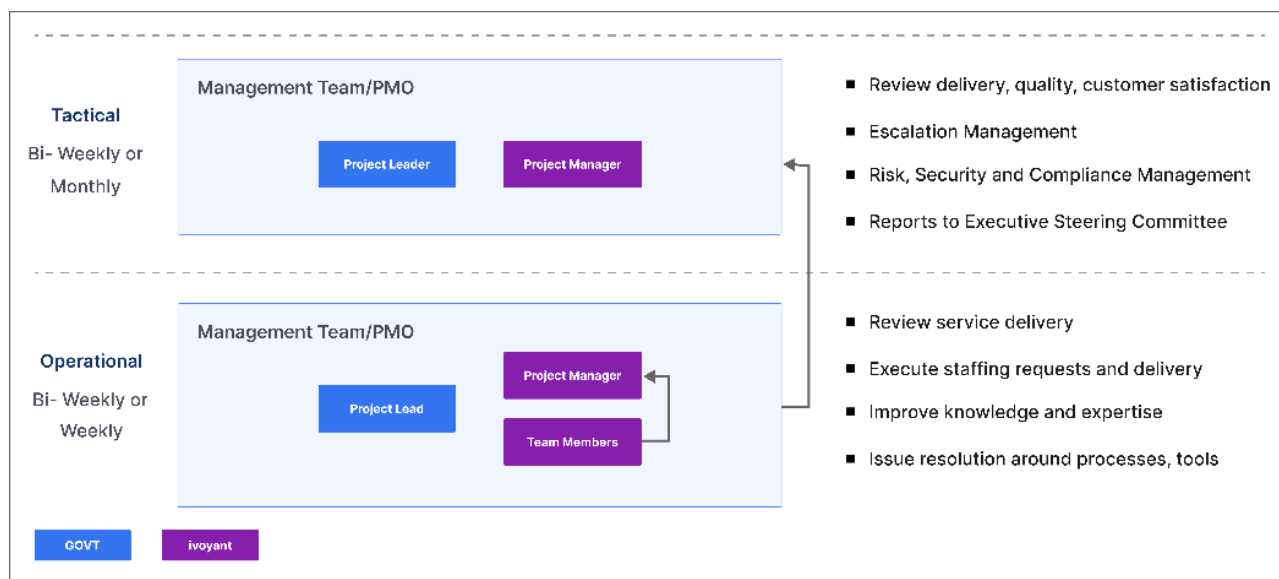 Management Team/PMO
Tactical
Bi- Weekly or
Monthly
Project Leader
Project Manager
■ Review delivery, quality, customer satisfaction
■ Escalation Management
■ Risk, Security and Compliance Management
■ Reports to Executive Steering Committee
Management Team/PMO
Operational
Bi- Weekly or
Weekly
Project Lead
Project Manager
Team Members
■ Review service delivery
■ Execute staffing requests and delivery
■ Improve knowledge and expertise
■ Issue resolution around processes, tools
GOVT
ivoyant